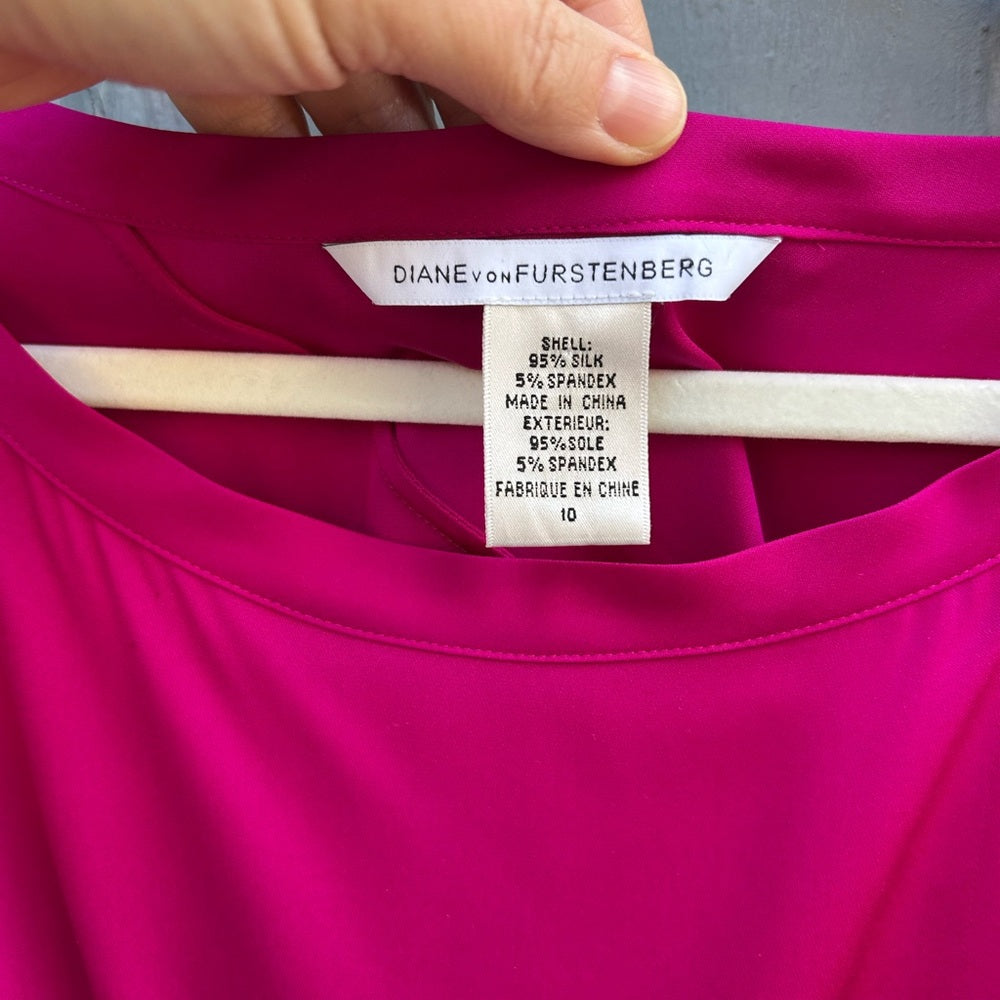 DIANE VON FURSTENBERG
SHELL:
95% SILK
5% SPANDEX
MADE IN CHINA
EXTERIEUR:
95% SOLE
5% SPANDEX
FABRIQUE EN CHINE
10